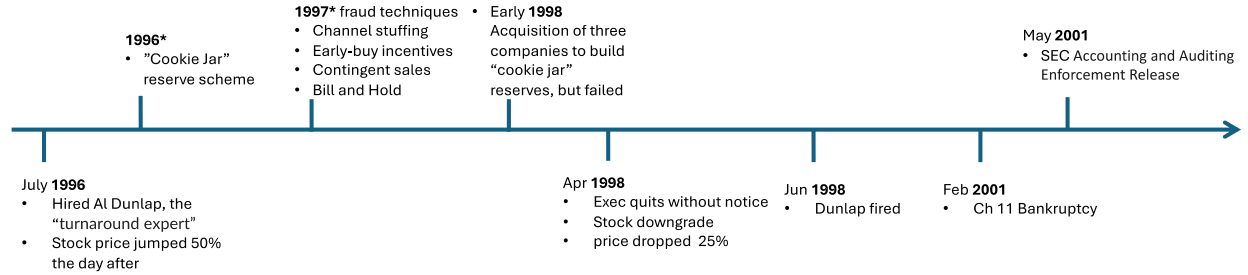 1996*
• ”Cookie Jar”
reserve scheme
1997* fraud techniques
• Channel stuffing
• Early-buy incentives
• Contingent sales
• Bill and Hold
• Early 1998
Acquisition of three
companies to build
“cookie jar”
reserves, but failed
May 2001
• SEC Accounting and Auditing
Enforcement Release
July 1996
• Hired Al Dunlap, the
“turnaround expert”
• Stock price jumped 50%
the day after
Apr 1998
• Exec quits without notice
• Stock downgrade
• price dropped 25%
Jun 1998
• Dunlap fired
Feb 2001
• Ch 11 Bankruptcy